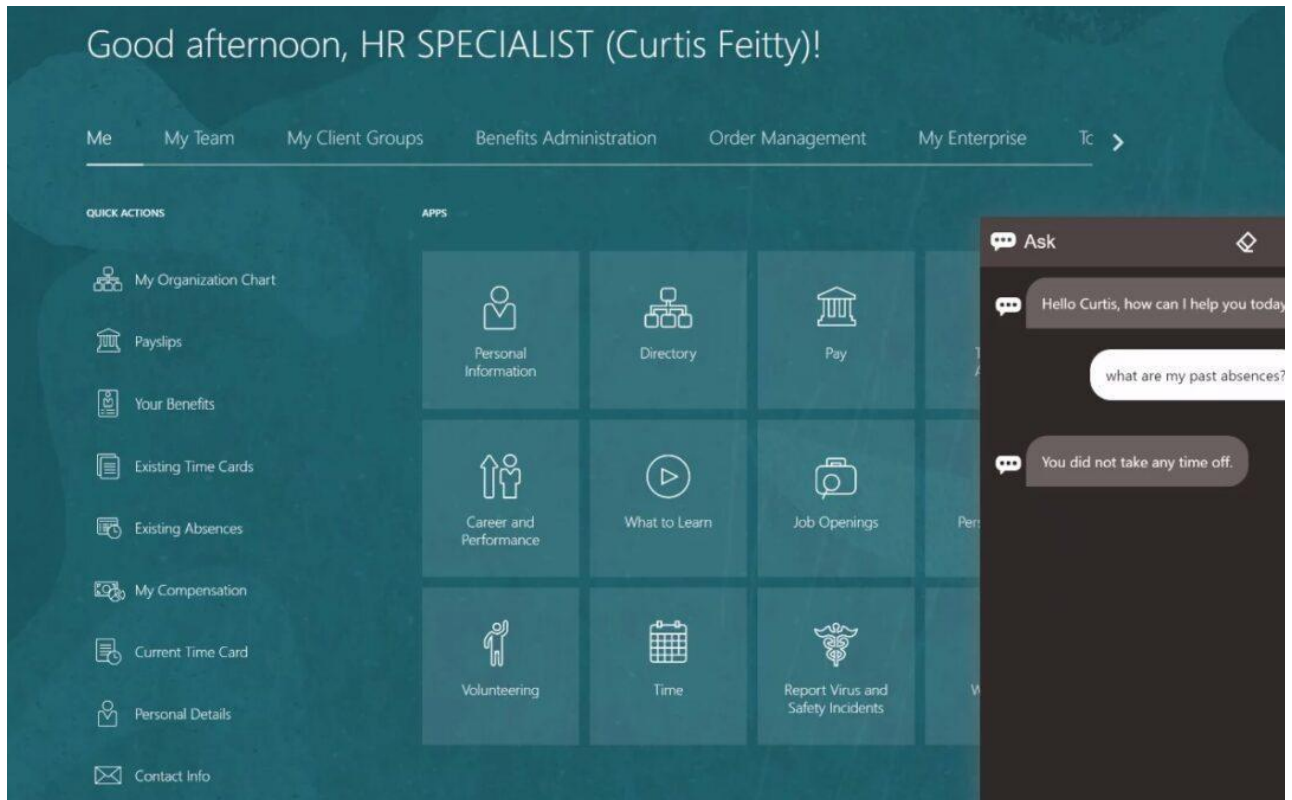 Good afternoon, HR SPECIALIST (Curtis Feitty)!
Me My Team My Client Groups Benefits Administration Order Management My Enterprise
QUICK ACTIONS
My Organization Chart
Payslips
Your Benefits
Existing Time Cards
Existing Absences
My Compensation
Current Time Card
Personal Details
Contact Info
APPS
Personal
Information
Directory
Pay
Career and
Performance
What to Learn
Job Openings
Volunteering
Time
Report Virus and
Safety Incidents
Ask
Hello Curtis, how can I help you today
what are my past absences?
You did not take any time off.